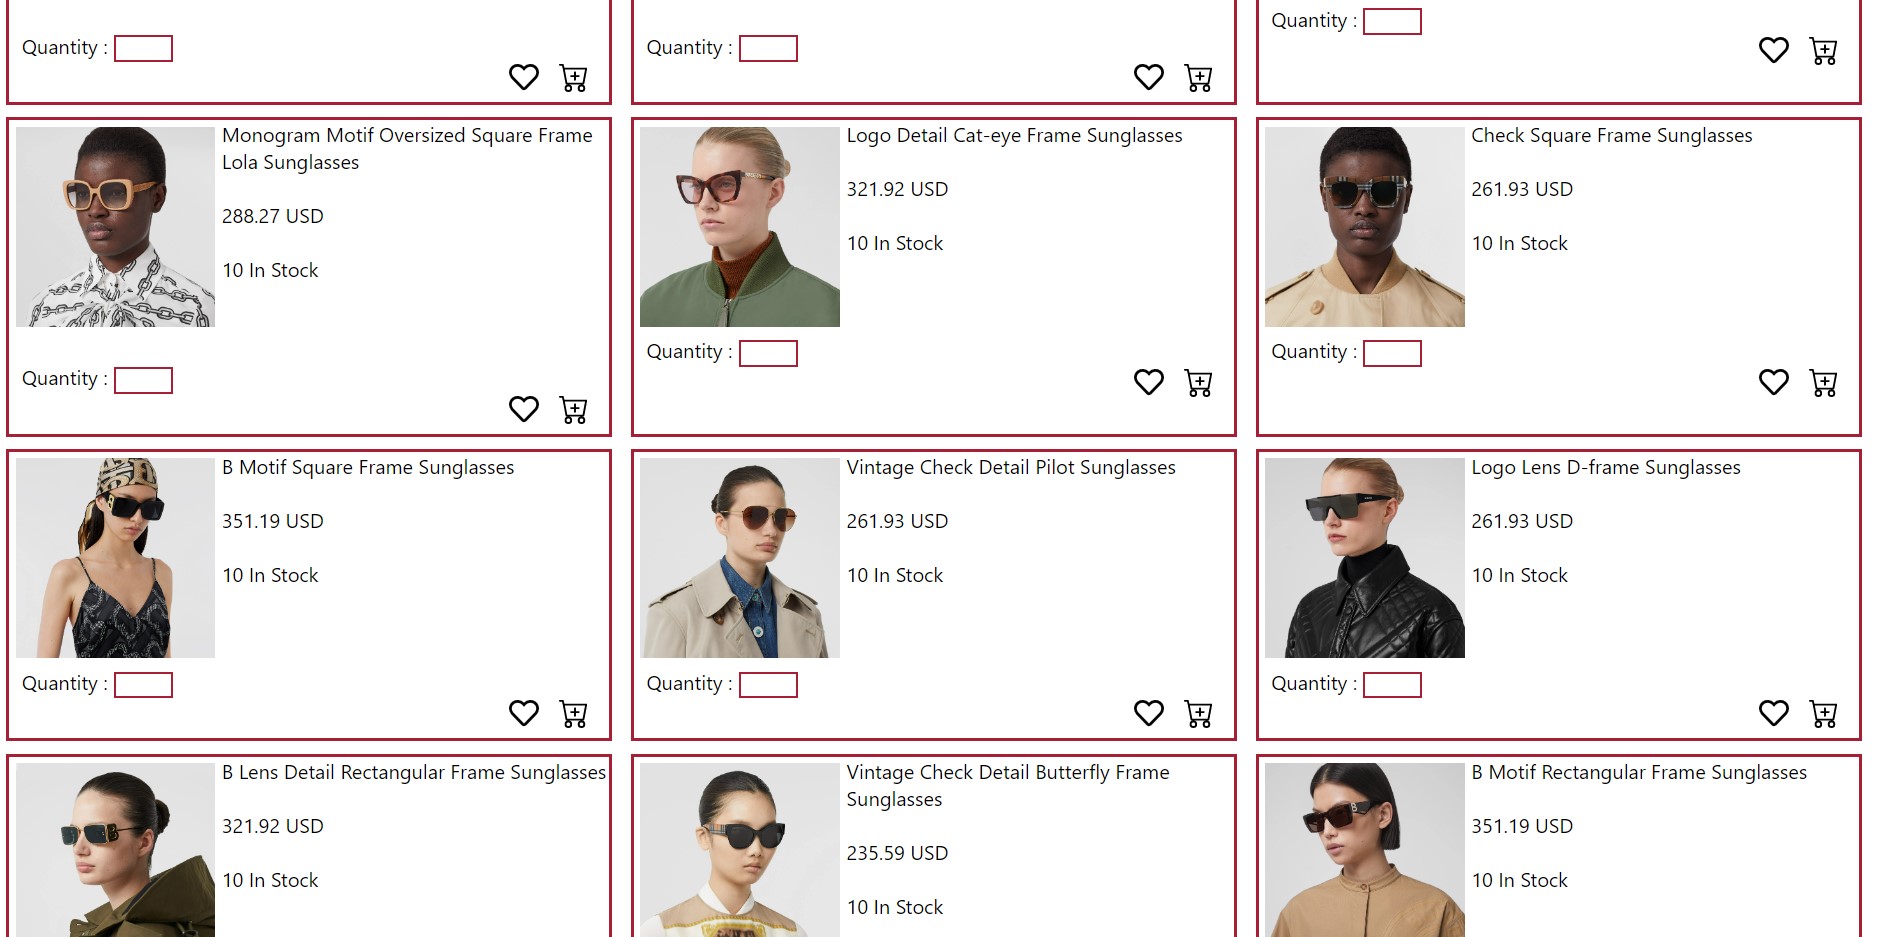 Quantity :
Quantity :
Quantity :
Monogram Motif Oversized Square Frame
Lola Sunglasses
288.27 USD
10 In Stock
Quantity :
Logo Detail Cat-eye Frame Sunglasses
321.92 USD
10 In Stock
Quantity :
Check Square Frame Sunglasses
261.93 USD
10 In Stock
Quantity :
B Motif Square Frame Sunglasses
351.19 USD
10 In Stock
Quantity :
Vintage Check Detail Pilot Sunglasses
261.93 USD
10 In Stock
Quantity :
Logo Lens D-frame Sunglasses
261.93 USD
10 In Stock
Quantity :
B Lens Detail Rectangular Frame Sunglasses
321.92 USD
10 In Stock
Vintage Check Detail Butterfly Frame
Sunglasses
235.59 USD
10 In Stock
B Motif Rectangular Frame Sunglasses
351.19 USD
10 In Stock